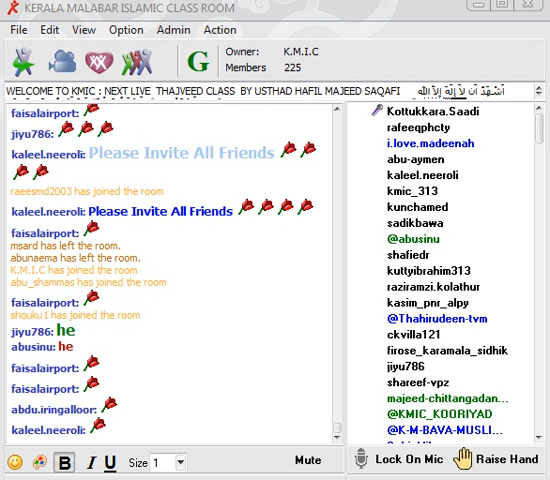 KERALA MALABAR ISLAMIC CLASS ROOM
File Edit View Option Admin Action
G
Owner: K.M.I.C
Members 225
WELCOME TO KMIC : NEXT LIVE THAJVEED CLASS BY USTHAD HAFIL MAJEED SAQAFI أشهد أن لا إله إلا الله
faisalairport:
jiyu786:
kaleel.neeroli: Please Invite All Friends
raeesmd2003 has joined the room
kaleel.neeroli: Please Invite All Friends
faisalairport:
msard has left the room.
abunaema has left the room.
K.M.I.C has joined the room
abu_shammas has joined the room
faisalairport:
shouku1 has joined the room
jiyu786: he
abusinu: he
faisalairport:
faisalairport:
abdu.iringalloor:
kaleel.neeroli:
Kottukkara.Saadi
rafeeqphcty
i.love.madeenah
abu-aymen
kaleel.neeroli
kmic_313
kunchamed
sadikbawa
@abusinu
shafiedr
kuttyibrahim313
raziramzi.kolathur
kasim_pnr_alpy
@Thahirudeen-tvm
ckvilla121
firose_karamala_sidhik
jiyu786
shareef-vpz
majeed-chittangadan...
@KMIC_KOORIYAD
@K-M-BAVA-MUSLI...
B I U Size 1 Mute
Lock On Mic Raise Hand